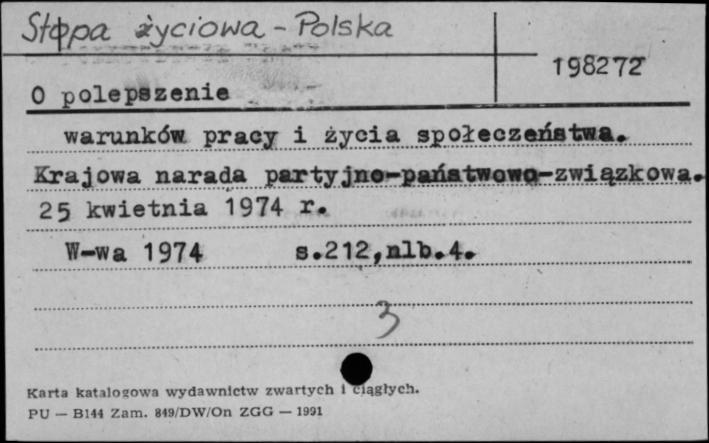 Stopa życiowa - Polska
198272
O polepszenie
warunków pracy i życia społeczeństwa.
Krajowa narada partyjno-państwowo-związkowa.
25 kwietnia 1974 r.
W-wa 1974 s.212,nlb.4.
3
Karta katalogowa wydawnictw zwartych i ciągłych.
PU — B144 Zam. 849/DW/On ZGG — 1991